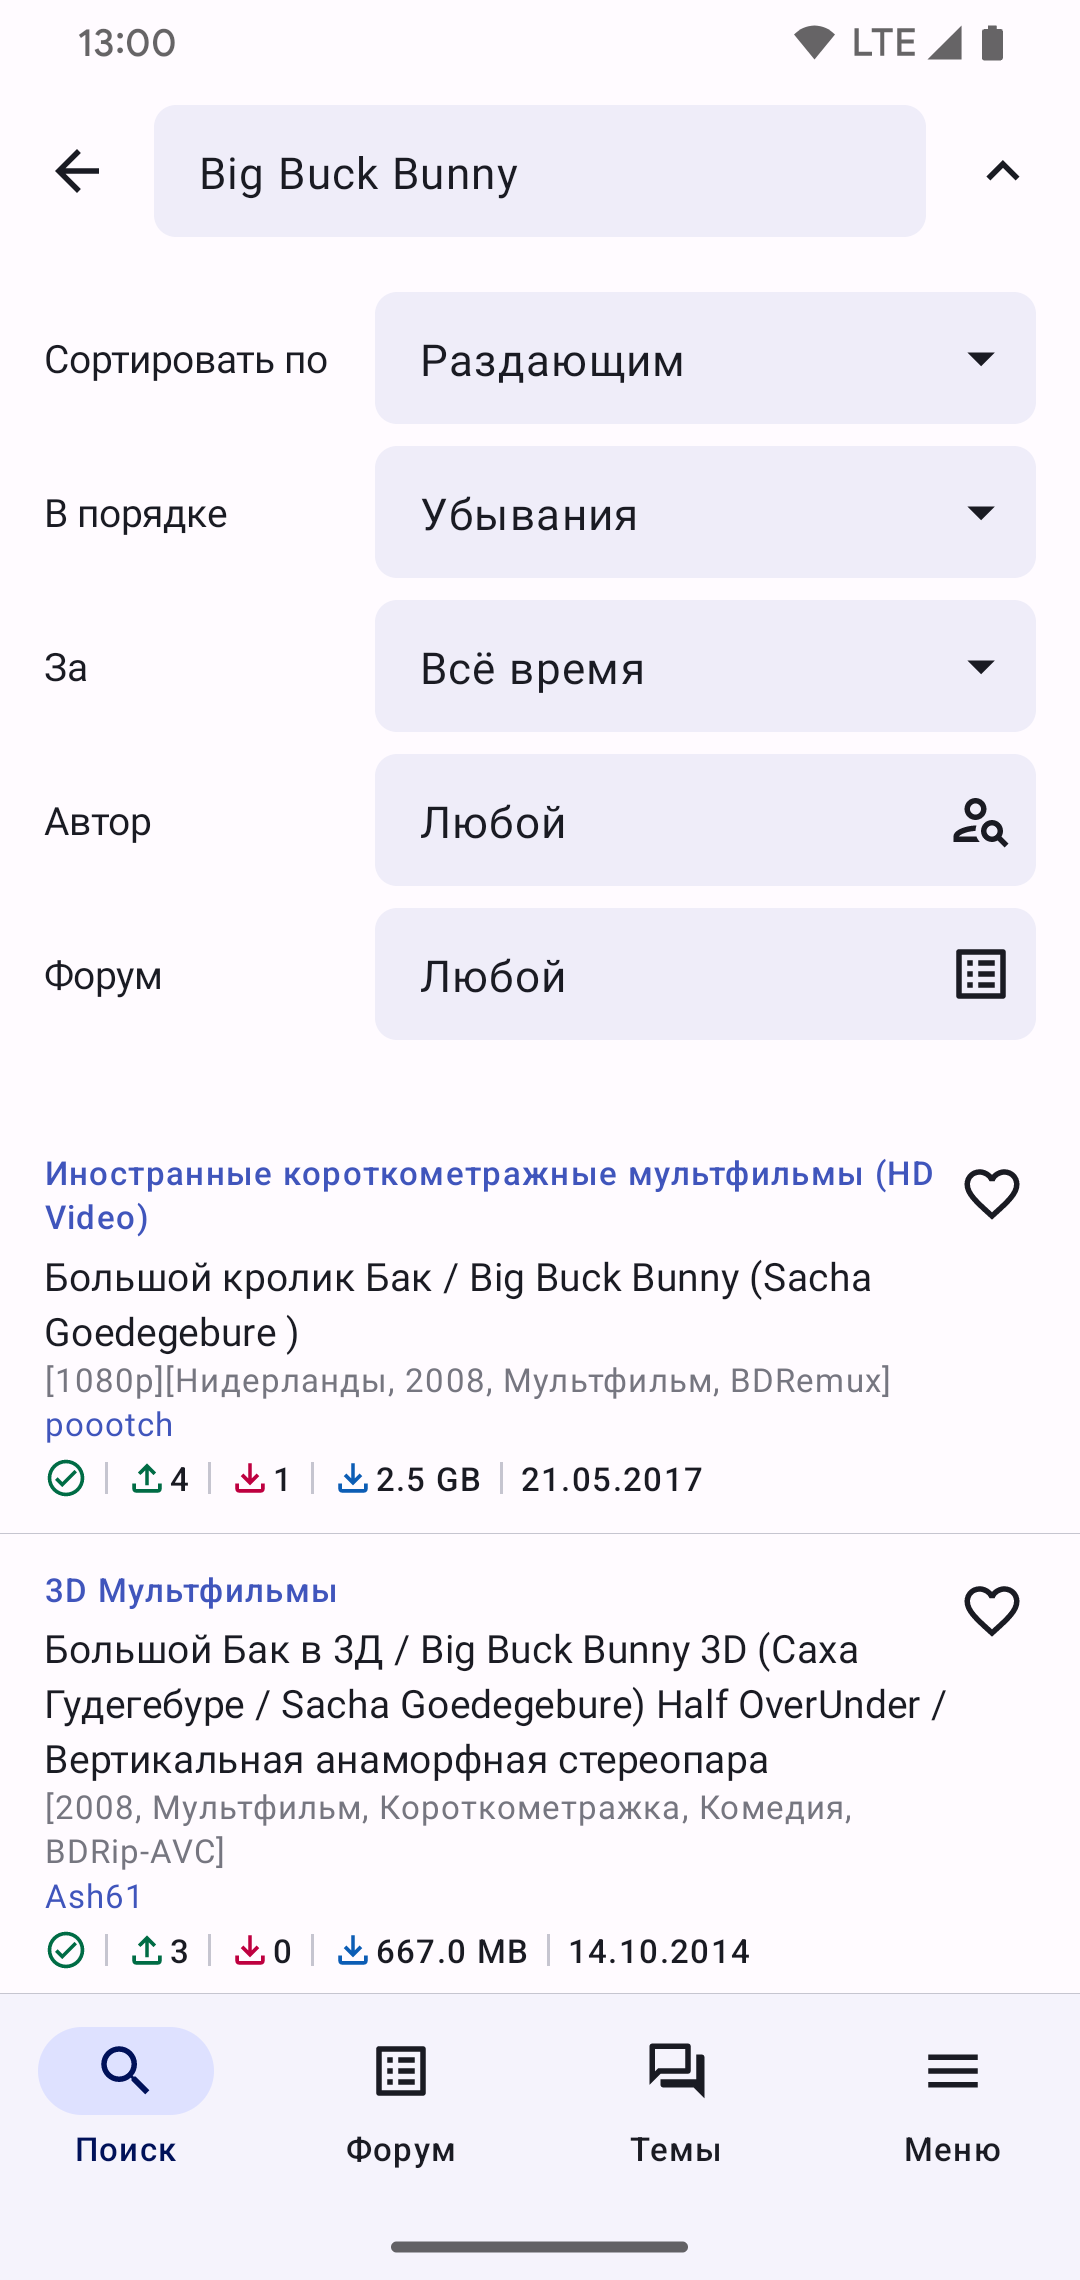 13:00 LTE
Big Buck Bunny
Сортировать по Раздающим
В порядке Убывания
За Всё время
Автор Любой
Форум Любой
Иностранные короткометражные мультфильмы (HD
Video)
Большой кролик Бак / Big Buck Bunny (Sacha
Goedegebure )
[1080p][Нидерланды, 2008, Мультфильм, BDRemux]
poootch
4 1 2.5 GB 21.05.2017
3D Мультфильмы
Большой Бак в 3Д / Big Buck Bunny 3D (Саха
Гудегебуре / Sacha Goedegebure) Half OverUnder /
Вертикальная анаморфная стереопара
[2008, Мультфильм, Короткометражка, Комедия,
BDRip-AVC]
Ash61
3 0 667.0 MB 14.10.2014
Поиск Форум Темы Меню